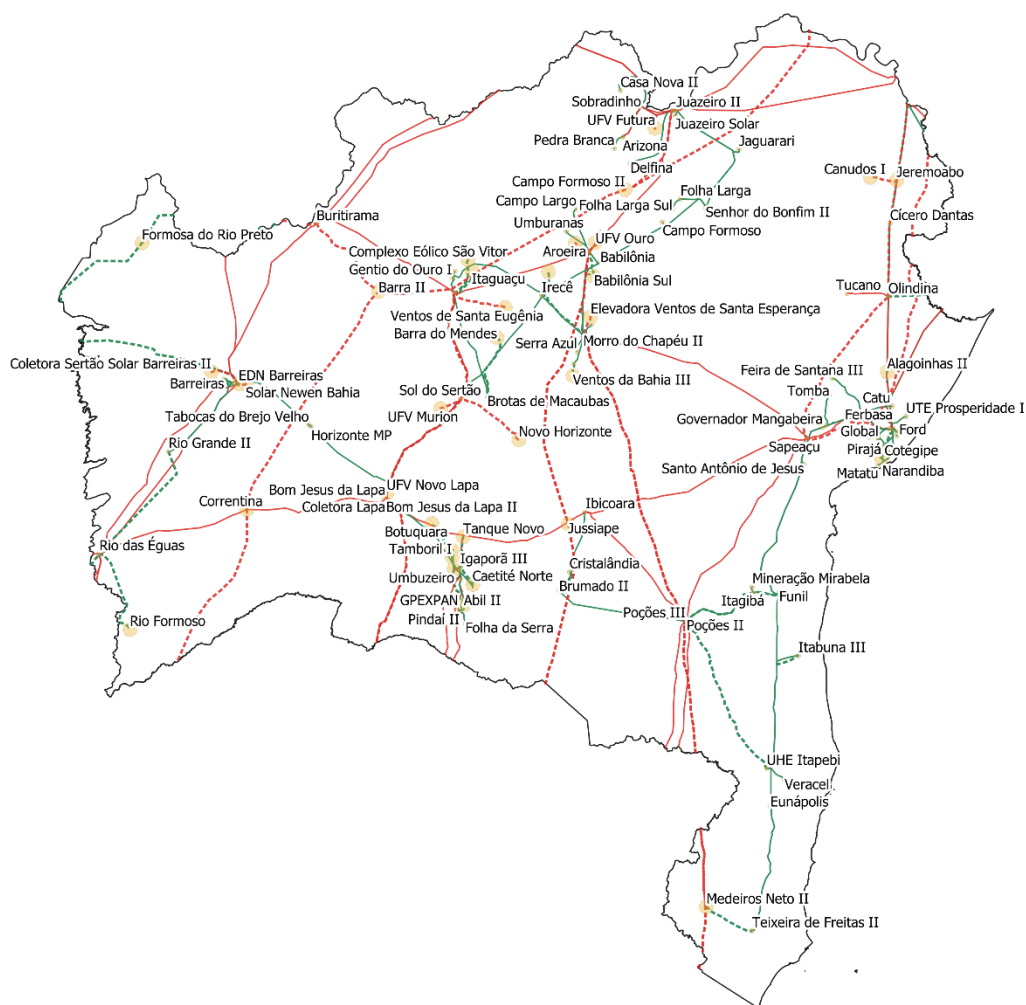 Casa Nova II
Sobradinho
Juazeiro II
UFV Futura
Juazeiro Solar
Pedra Branca
Arizona
Jaguarari
Delfina
Canudos I
Jeremoabo
Campo Formoso II
Folha Larga
Campo Largo
Folha Larga Sul
Senhor do Bonfim II
Cícero Dantas
Buritirama
Umburanas
Campo Formoso
Formosa do Rio Preto
Complexo Eólico São Vitor
Aroeira
UFV Ouro
Babilônia
Gentio do Ouro I
Itaguaçu
Irecê
Babilônia Sul
Barra II
Tucano
Olindina
Ventos de Santa Eugênia
Elevadora Ventos de Santa Esperança
Barra do Mendes
Serra Azul
Morro do Chapéu II
Coletora Sertão Solar Barreiras II
Alagoinhas II
EDN Barreiras
Feira de Santana III
Barreiras
Solar Newen Bahia
Ventos da Bahia III
Sol do Sertão
Tomba
Catu
Brotas de Macaubas
UTE Prosperidade I
Tabocas do Brejo Velho
UFV Murion
Governador Mangabeira
Ferbasa
Horizonte MP
Global
Ford
Rio Grande II
Novo Horizonte
Sapeaçu
Pirajá
Cotegipe
Santo Antônio de Jesus
Matatu
Narandiba
Bom Jesus da Lapa
UFV Novo Lapa
Correntina
Coletora Lapa
Bom Jesus da Lapa II
Ibicoara
Botuquara
Tanque Novo
Jussiape
Rio das Éguas
Tamboril I
Igaporã III
Cristalândia
Umbuzeiro
Caetité Norte
Brumado II
Mineração Mirabela
GPEXPAN
Abil II
Itagibá
Funil
Poções III
Rio Formoso
Pindaí II
Folha da Serra
Poções II
Itabuna III
UHE Itapebi
Veracel
Eunápolis
Medeiros Neto II
Teixeira de Freitas II